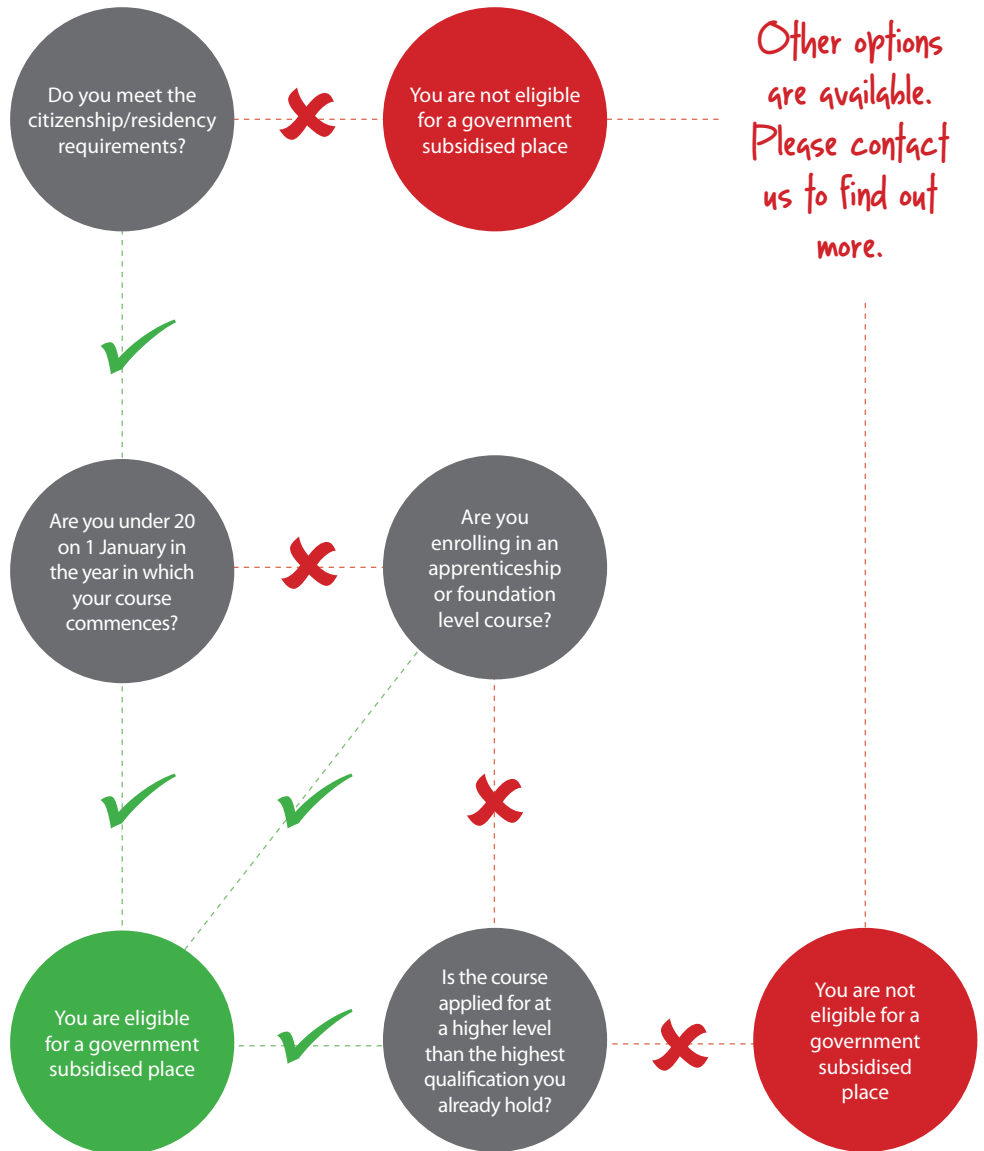 Do you meet the
citizenship/residency
requirements?
You are not eligible
for a government
subsidised place
Other options
are available.
Please contact
us to find out
more.
Are you under 20
on 1 January in
the year in which
your course
commences?
Are you
enrolling in an
apprenticeship
or foundation
level course?
You are eligible
for a government
subsidised place
Is the course
applied for at
a higher level
than the highest
qualification you
already hold?
You are not
eligible for a
government
subsidised
place